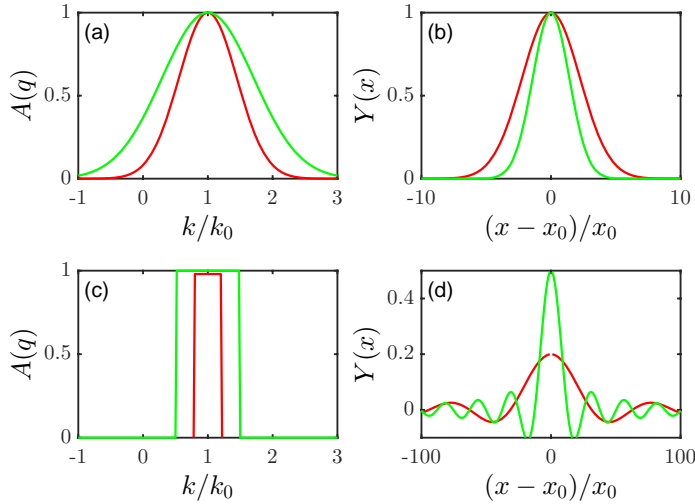 (a)
A(q)
1
0.5
0
-1 0 1 2 3
k/k0
(b)
Y(x)
1
0.5
0
-10 0 10
(x − x0)/x0
(c)
A(q)
1
0.5
0
-1 0 1 2 3
k/k0
(d)
Y(x)
0.4
0.2
0
-100 0 100
(x − x0)/x0